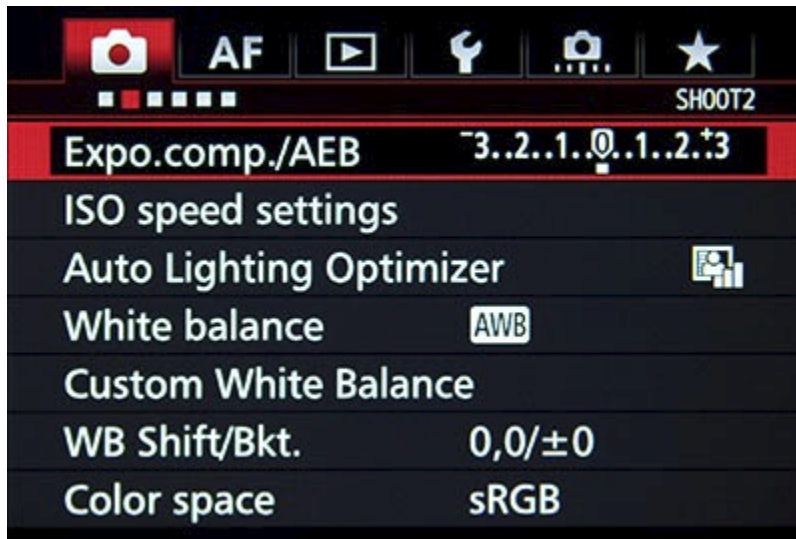 AF
SHOOT2
Expo.comp./AEB ⁻3..2..1..0..1..2..⁺3
ISO speed settings
Auto Lighting Optimizer
White balance AWB
Custom White Balance
WB Shift/Bkt. 0,0/±0
Color space sRGB